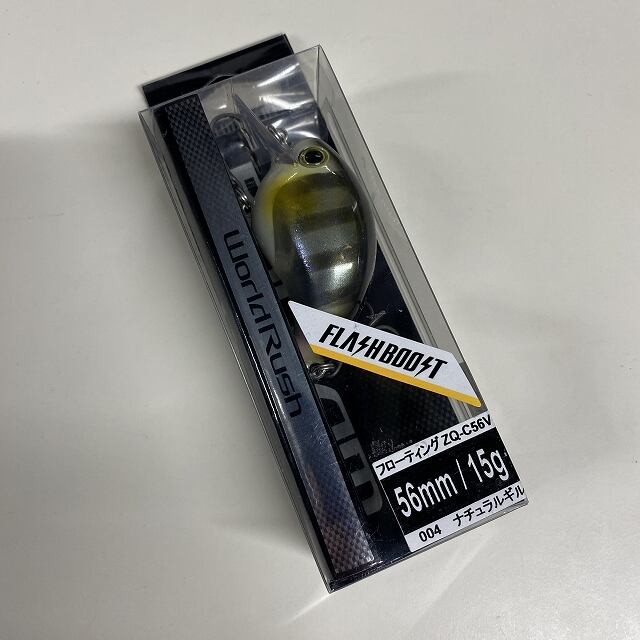 WorldRush
FLASHBOOST
フローティング ZQ-C56V
56mm / 15g
004 ナチュラルギル